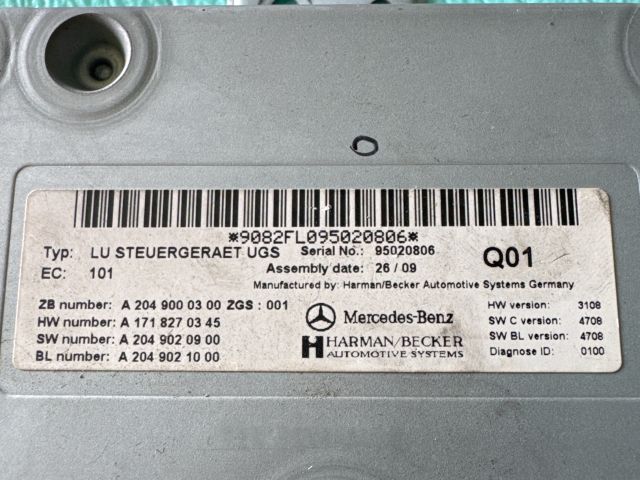 *9082FL095020806*
Typ: LU STEUERGERAET UGS Serial No.: 95020806 Q01
EC: 101 Assembly date: 26 / 09
Manufactured by: Harman/Becker Automotive Systems Germany
ZB number: A 204 900 03 00 ZGS : 001 HW version: 3108
HW number: A 171 827 03 45 Mercedes-Benz SW C version: 4708
SW number: A 204 902 09 00 HARMAN/BECKER SW BL version: 4708
BL number: A 204 902 10 00 AUTOMOTIVE SYSTEMS Diagnose ID: 0100